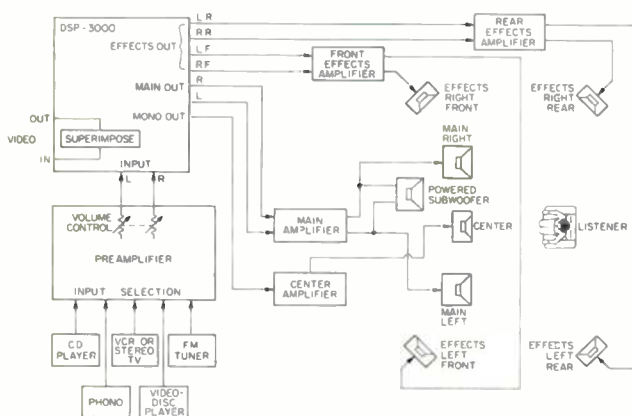 DSP-3000
EFFECTS OUT
L R
R R
L F
R F
MAIN OUT
R
L
MONO OUT
OUT
VIDEO
SUPERIMPOSE
IN
INPUT
L
R
REAR
EFFECTS
AMPLIFIER
FRONT
EFFECTS
AMPLIFIER
EFFECTS
RIGHT
FRONT
EFFECTS
RIGHT
REAR
MAIN
RIGHT
POWERED
SUBWOOFER
MAIN
AMPLIFIER
CENTER
LISTENER
CENTER
AMPLIFIER
MAIN
LEFT
EFFECTS
LEFT
FRONT
EFFECTS
LEFT
REAR
VOLUME
CONTROL
PREAMPLIFIER
INPUT SELECTION
CD
PLAYER
VCR OR
STEREO
TV
FM
TUNER
PHONO
VIDEO-
DISC
PLAYER